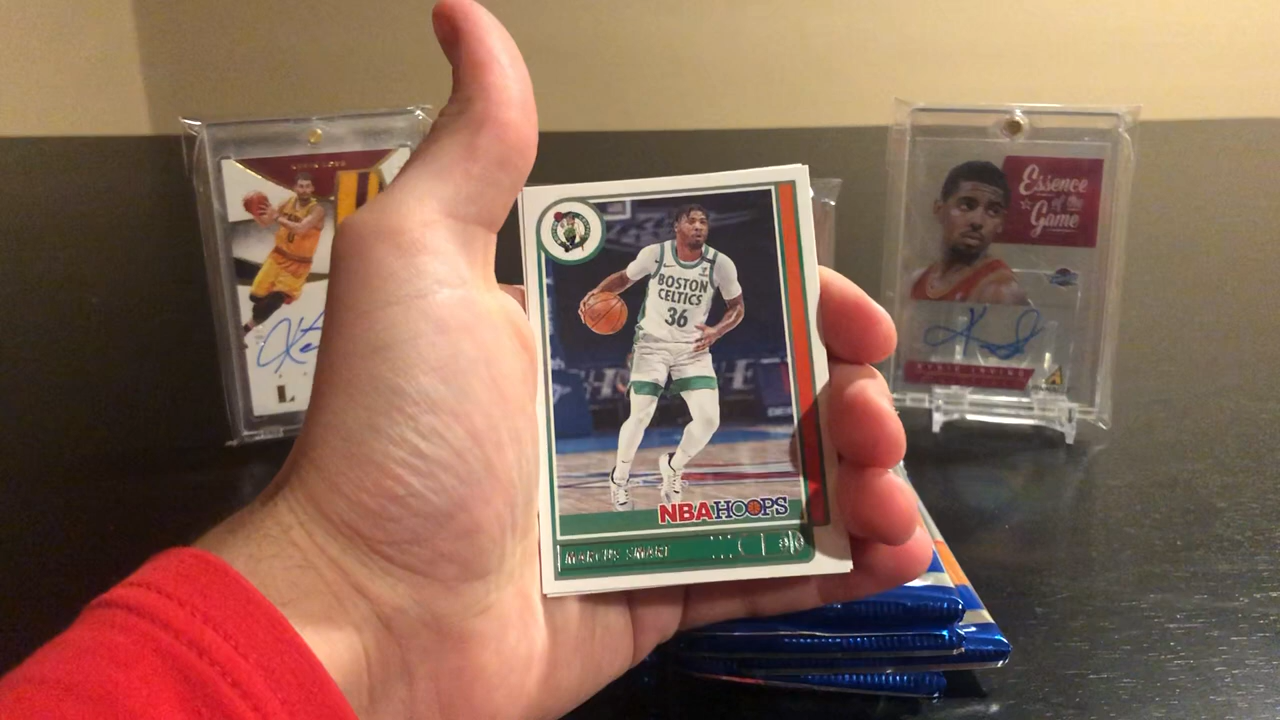 Essence
of the
Game
BOSTON
CELTICS
36
NBA HOOPS
MARCUS SMART
L